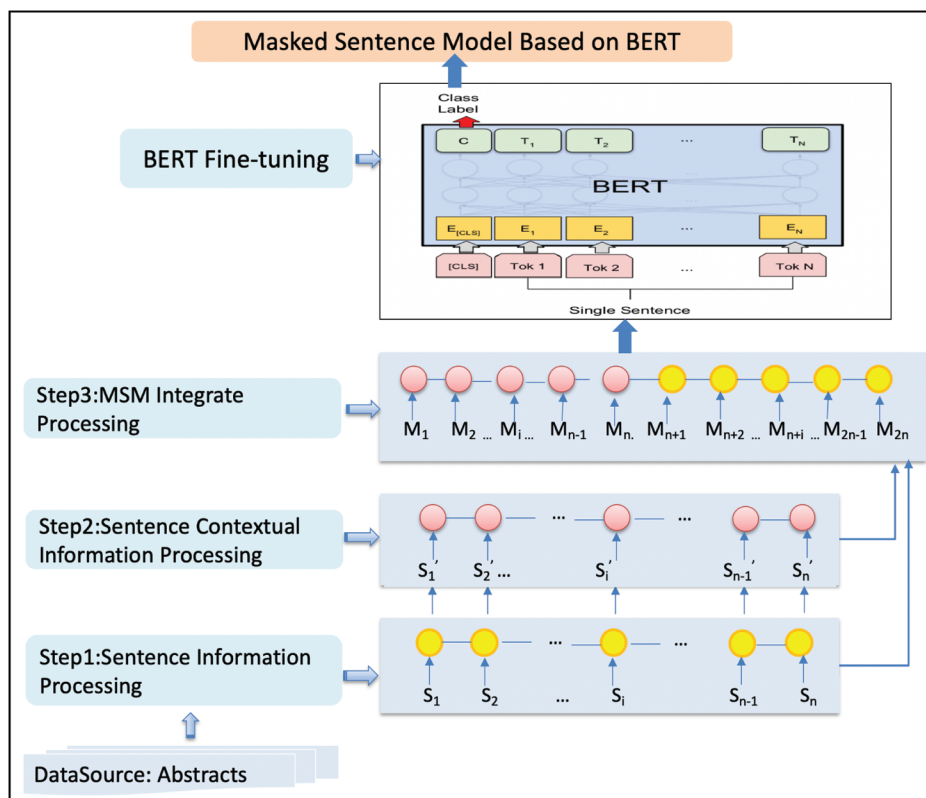 Masked Sentence Model Based on BERT
Class
Label
BERT Fine-tuning
C T₁ T₂ ... T_N
BERT
E_[CLS] E₁ E₂ ... E_N
[CLS] Tok 1 Tok 2 ... Tok N
Single Sentence
Step3:MSM Integrate
Processing
M₁ M₂ ... Mᵢ ... Mₙ₋₁ Mₙ. Mₙ₊₁ Mₙ₊₂ ... Mₙ₊ᵢ ... M₂ₙ₋₁ M₂ₙ
Step2:Sentence Contextual
Information Processing
... ...
S₁' S₂' ... Sᵢ' Sₙ₋₁' Sₙ'
Step1:Sentence Information
Processing
... ...
S₁ S₂ ... Sᵢ Sₙ₋₁ Sₙ
DataSource: Abstracts